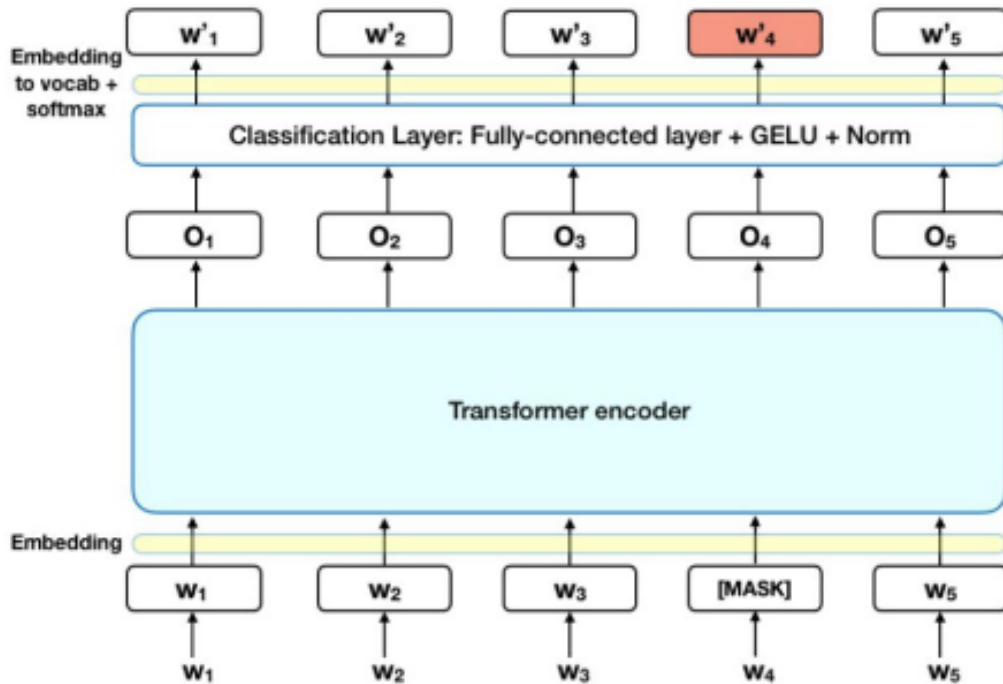 w'₁ w'₂ w'₃ w'₄ w'₅
Embedding
to vocab +
softmax
Classification Layer: Fully-connected layer + GELU + Norm
O₁ O₂ O₃ O₄ O₅
Transformer encoder
Embedding
w₁ w₂ w₃ [MASK] w₅
w₁ w₂ w₃ w₄ w₅